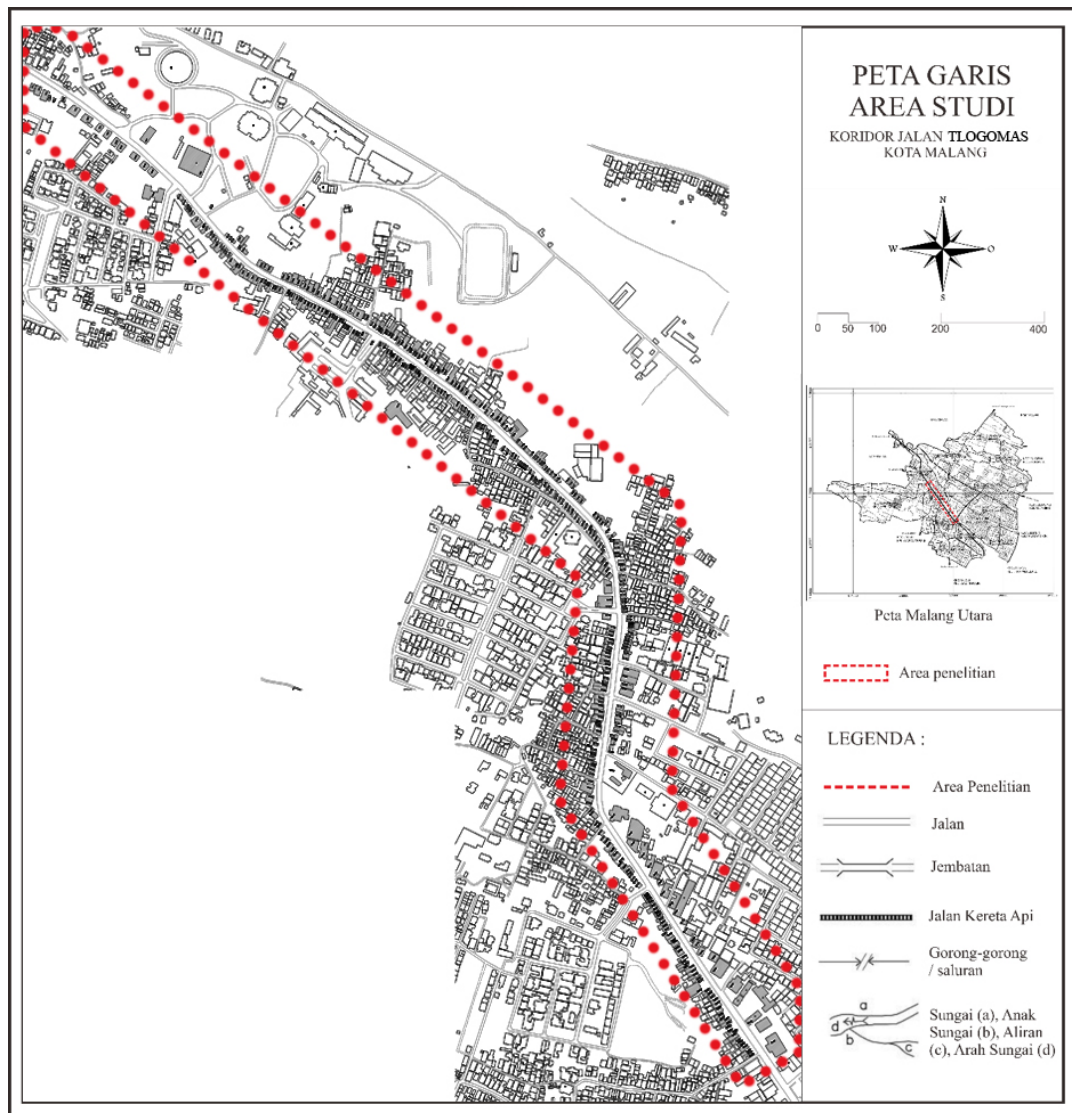 PETA GARIS
AREA STUDI
KORIDOR JALAN TLOGOMAS
KOTA MALANG
N
W
O
S
0 50 100 200 400
Peta Malang Utara
Area penelitian
LEGENDA :
Area Penelitian
Jalan
Jembatan
Jalan Kereta Api
Gorong-gorong
/ saluran
a
d
b
c
Sungai (a), Anak
Sungai (b), Aliran
(c), Arah Sungai (d)